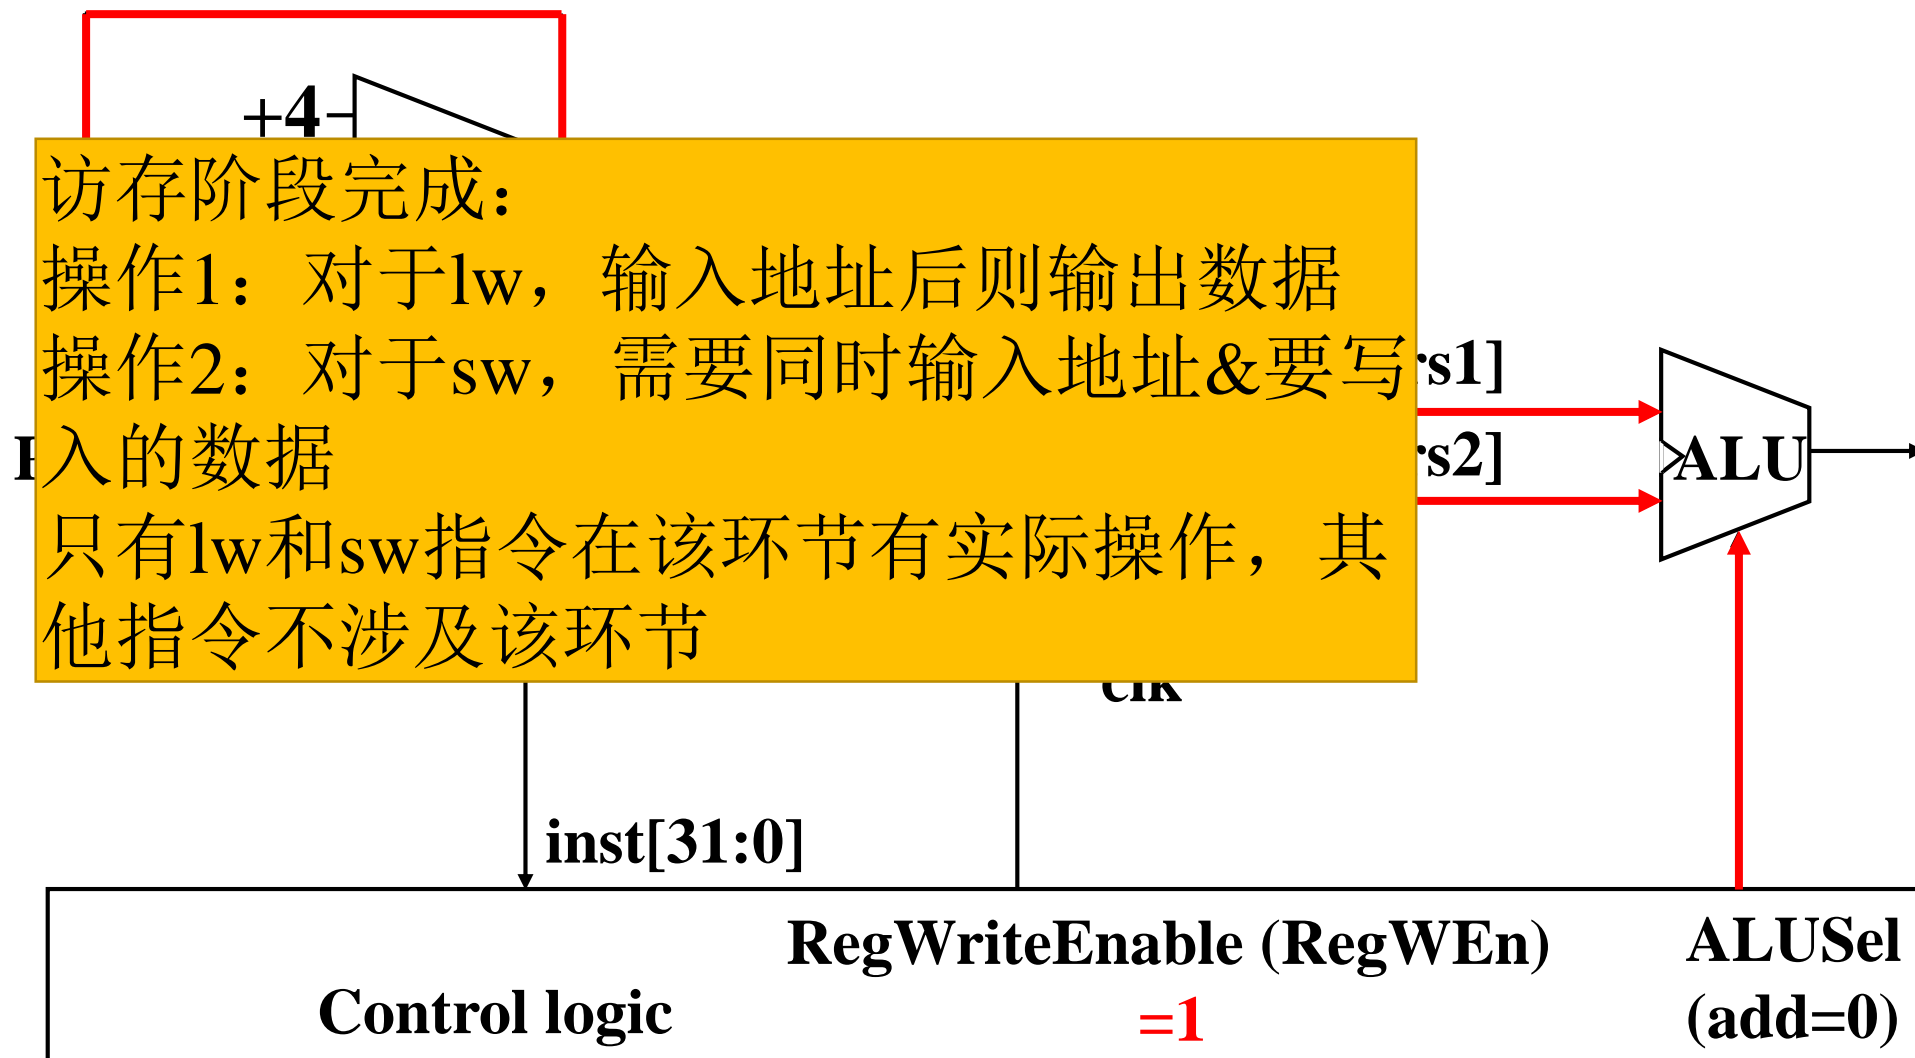 +4
访存阶段完成：
操作1：对于lw，输入地址后则输出数据
操作2：对于sw，需要同时输入地址&要写
入的数据
只有lw和sw指令在该环节有实际操作，其
他指令不涉及该环节
rs1]
rs2]
ALU
clk
inst[31:0]
RegWriteEnable (RegWEn)
=1
ALUSel
(add=0)
Control logic